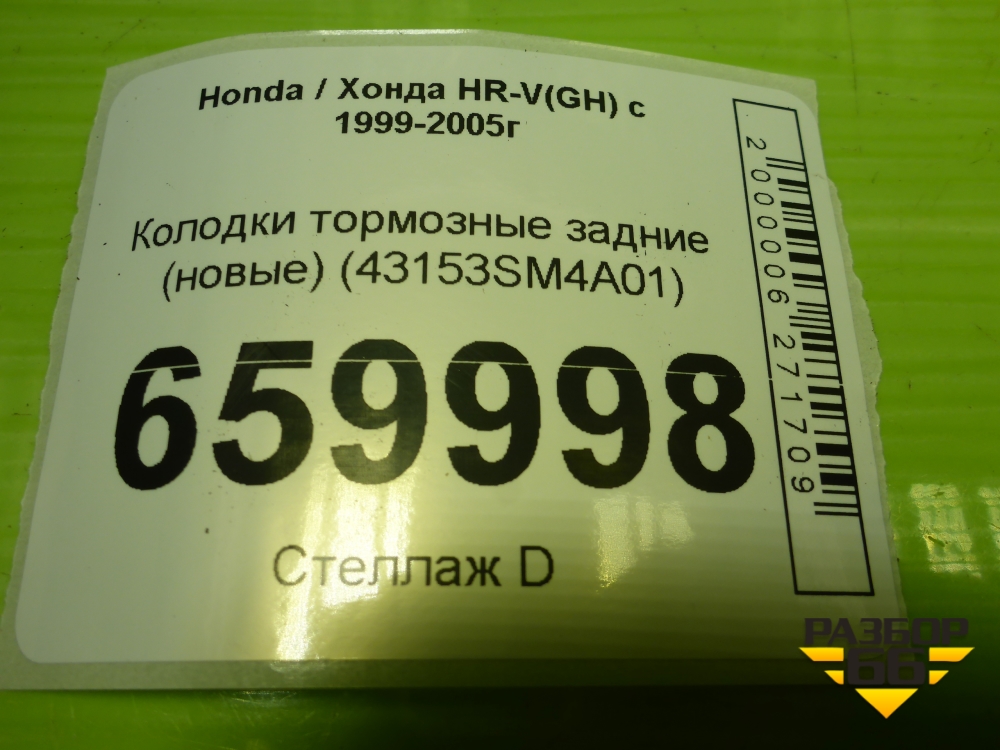 Honda / Хонда HR-V(GH) с
1999-2005г
Колодки тормозные задние
(новые) (43153SM4A01)
659998
Стеллаж D
2000006271709
РАЗБОР
66